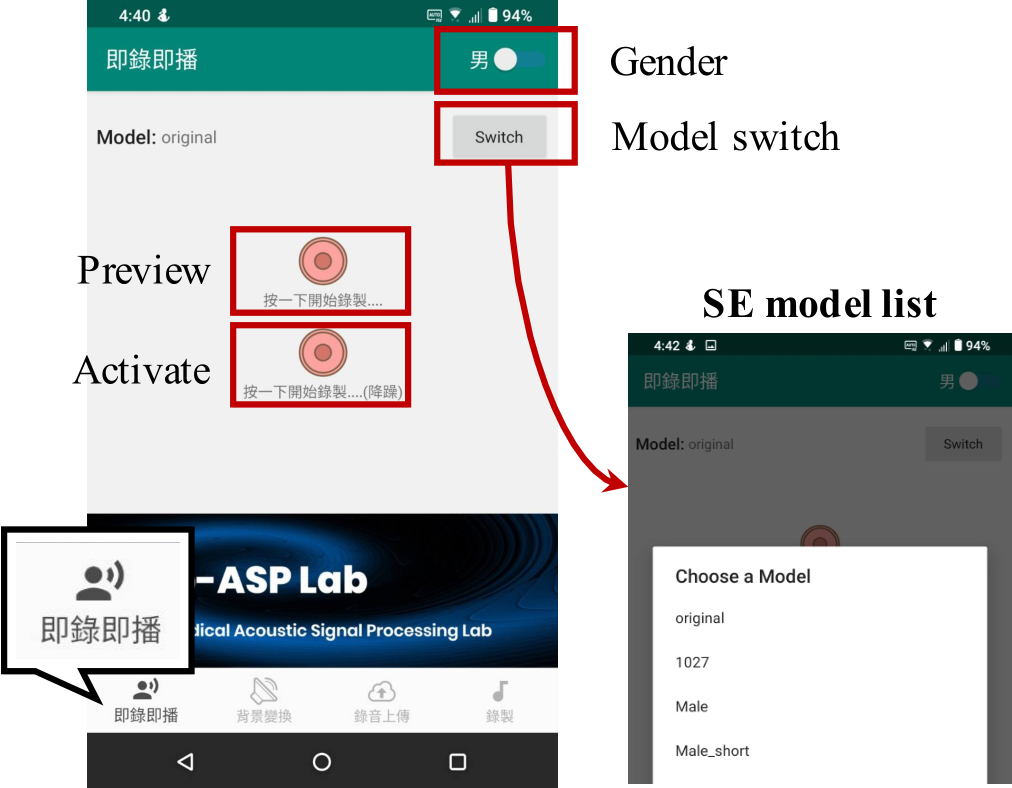 4:40
94%
即錄即播
男
Gender
Model: original
Switch
Model switch
Preview
按一下開始錄製....
Activate
按一下開始錄製....(降躁)
SE model list
4:42
94%
即錄即播
男
Model: original
Switch
Choose a Model
original
1027
Male
Male_short
-ASP Lab
dical Acoustic Signal Processing Lab
即錄即播
即錄即播
背景變換
錄音上傳
錄製